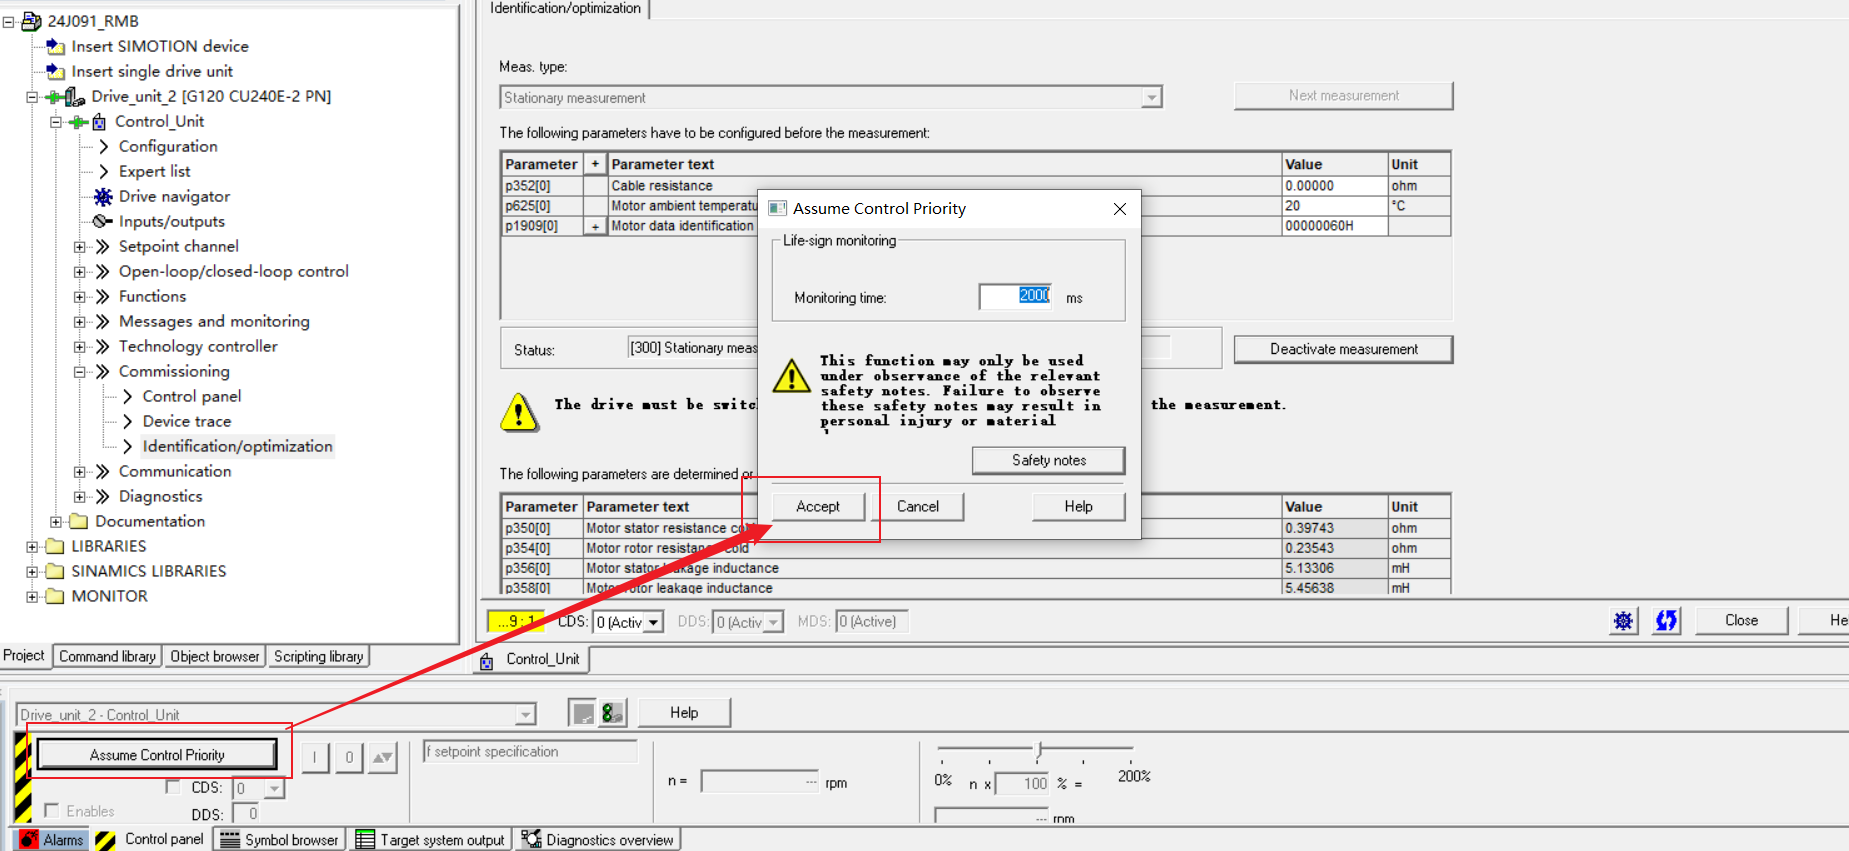 24J091_RMB
Insert SIMOTION device
Insert single drive unit
Drive_unit_2 [G120 CU240E-2 PN]
Control_Unit
Configuration
Expert list
Drive navigator
Inputs/outputs
Setpoint channel
Open-loop/closed-loop control
Functions
Messages and monitoring
Technology controller
Commissioning
Control panel
Device trace
Identification/optimization
Communication
Diagnostics
Documentation
LIBRARIES
SINAMICS LIBRARIES
MONITOR
Project Command library Object browser Scripting library
Identification/optimization
Meas. type:
Stationary measurement
Next measurement
The following parameters have to be configured before the measurement:
Parameter + Parameter text Value Unit
p352[0] Cable resistance 0.00000 ohm
p625[0] Motor ambient temperatu 20 °C
p1909[0] + Motor data identification 00000060H
Status: [300] Stationary meas
Deactivate measurement
The drive must be switc the measurement.
The following parameters are determined or
Parameter Parameter text Value Unit
p350[0] Motor stator resistance cold 0.39743 ohm
p354[0] Motor rotor resistance cold 0.23543 ohm
p356[0] Motor stator leakage inductance 5.13306 mH
p358[0] Motor rotor leakage inductance 5.45638 mH
Assume Control Priority
Life-sign monitoring
Monitoring time: 2000 ms
This function may only be used
under observance of the relevant
safety notes. Failure to observe
these safety notes may result in
personal injury or material
Safety notes
Accept Cancel Help
...9 : 1 CDS: 0 (Activ DDS: 0 (Activ MDS: 0 (Active)
Close Hel
Control_Unit
Drive_unit_2 - Control_Unit
Help
Assume Control Priority
I 0
CDS: 0
Enables
DDS: 0
f setpoint specification
n = --- rpm
0% 200%
n x 100 % =
--- rpm
Alarms Control panel Symbol browser Target system output Diagnostics overview